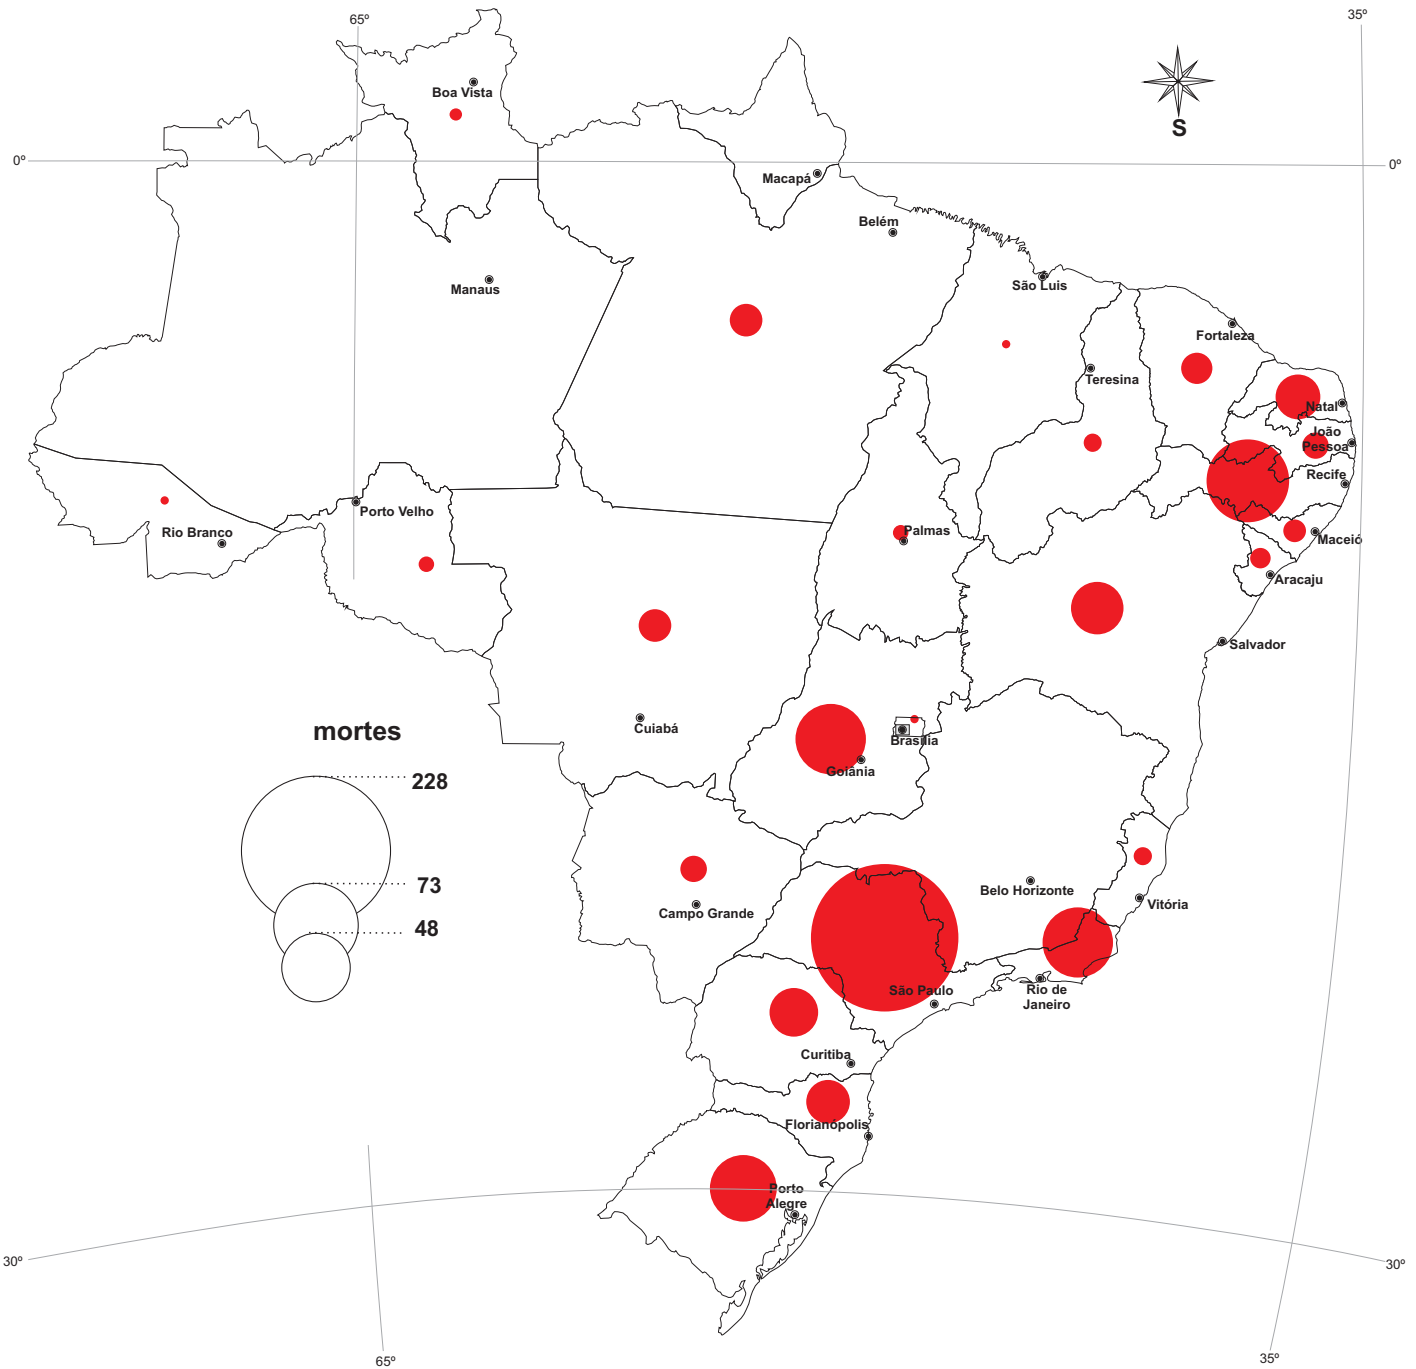 65º
35º
Boa Vista
S
0º
0º
Macapá
Belém
Manaus
São Luis
Fortaleza
Teresina
Natal
João
Pessoa
Recife
Porto Velho
Rio Branco
Palmas
Maceió
Aracaju
Salvador
Cuiabá
mortes
Brasília
Goiânia
228
73
48
Belo Horizonte
Campo Grande
Vitória
São Paulo
Rio de
Janeiro
Curitiba
Florianópolis
Porto
Alegre
30º
30º
65º
35º